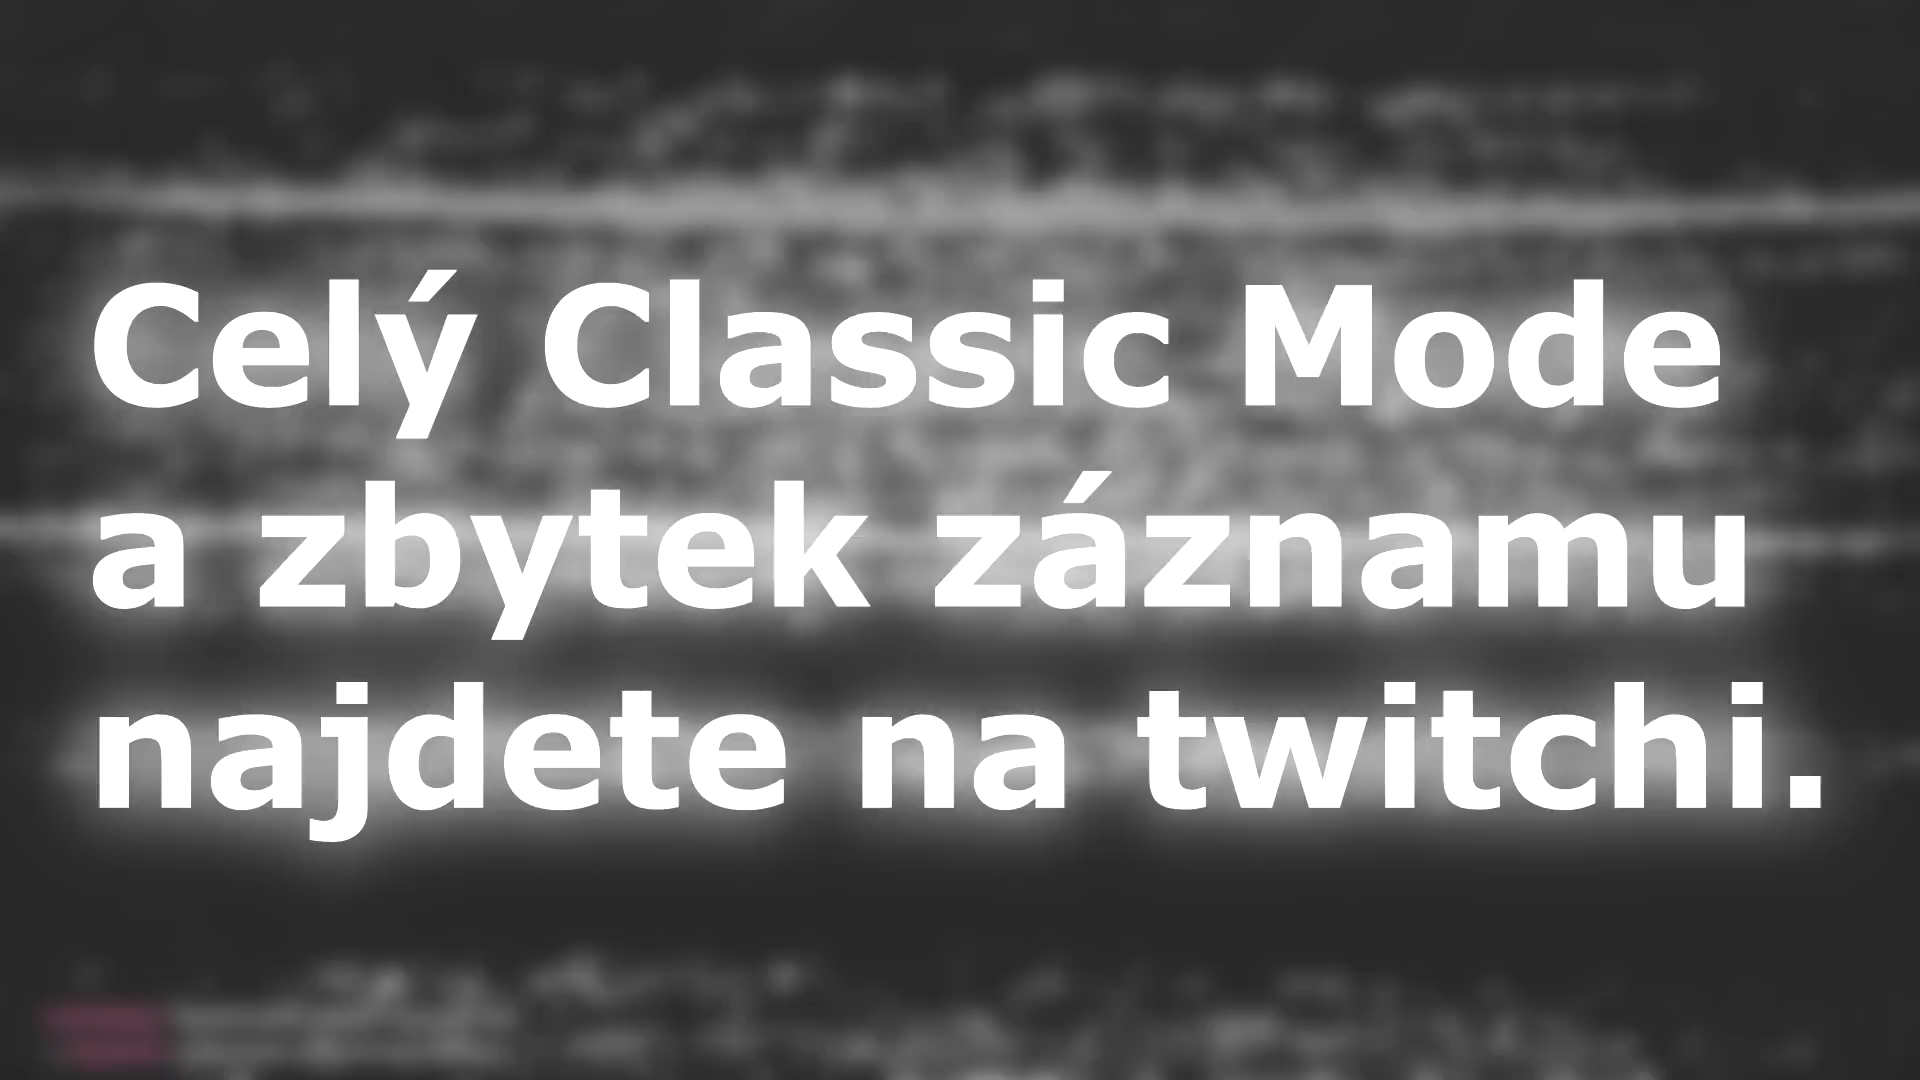 Celý Classic Mode
a zbytek záznamu
najdete na twitchi.